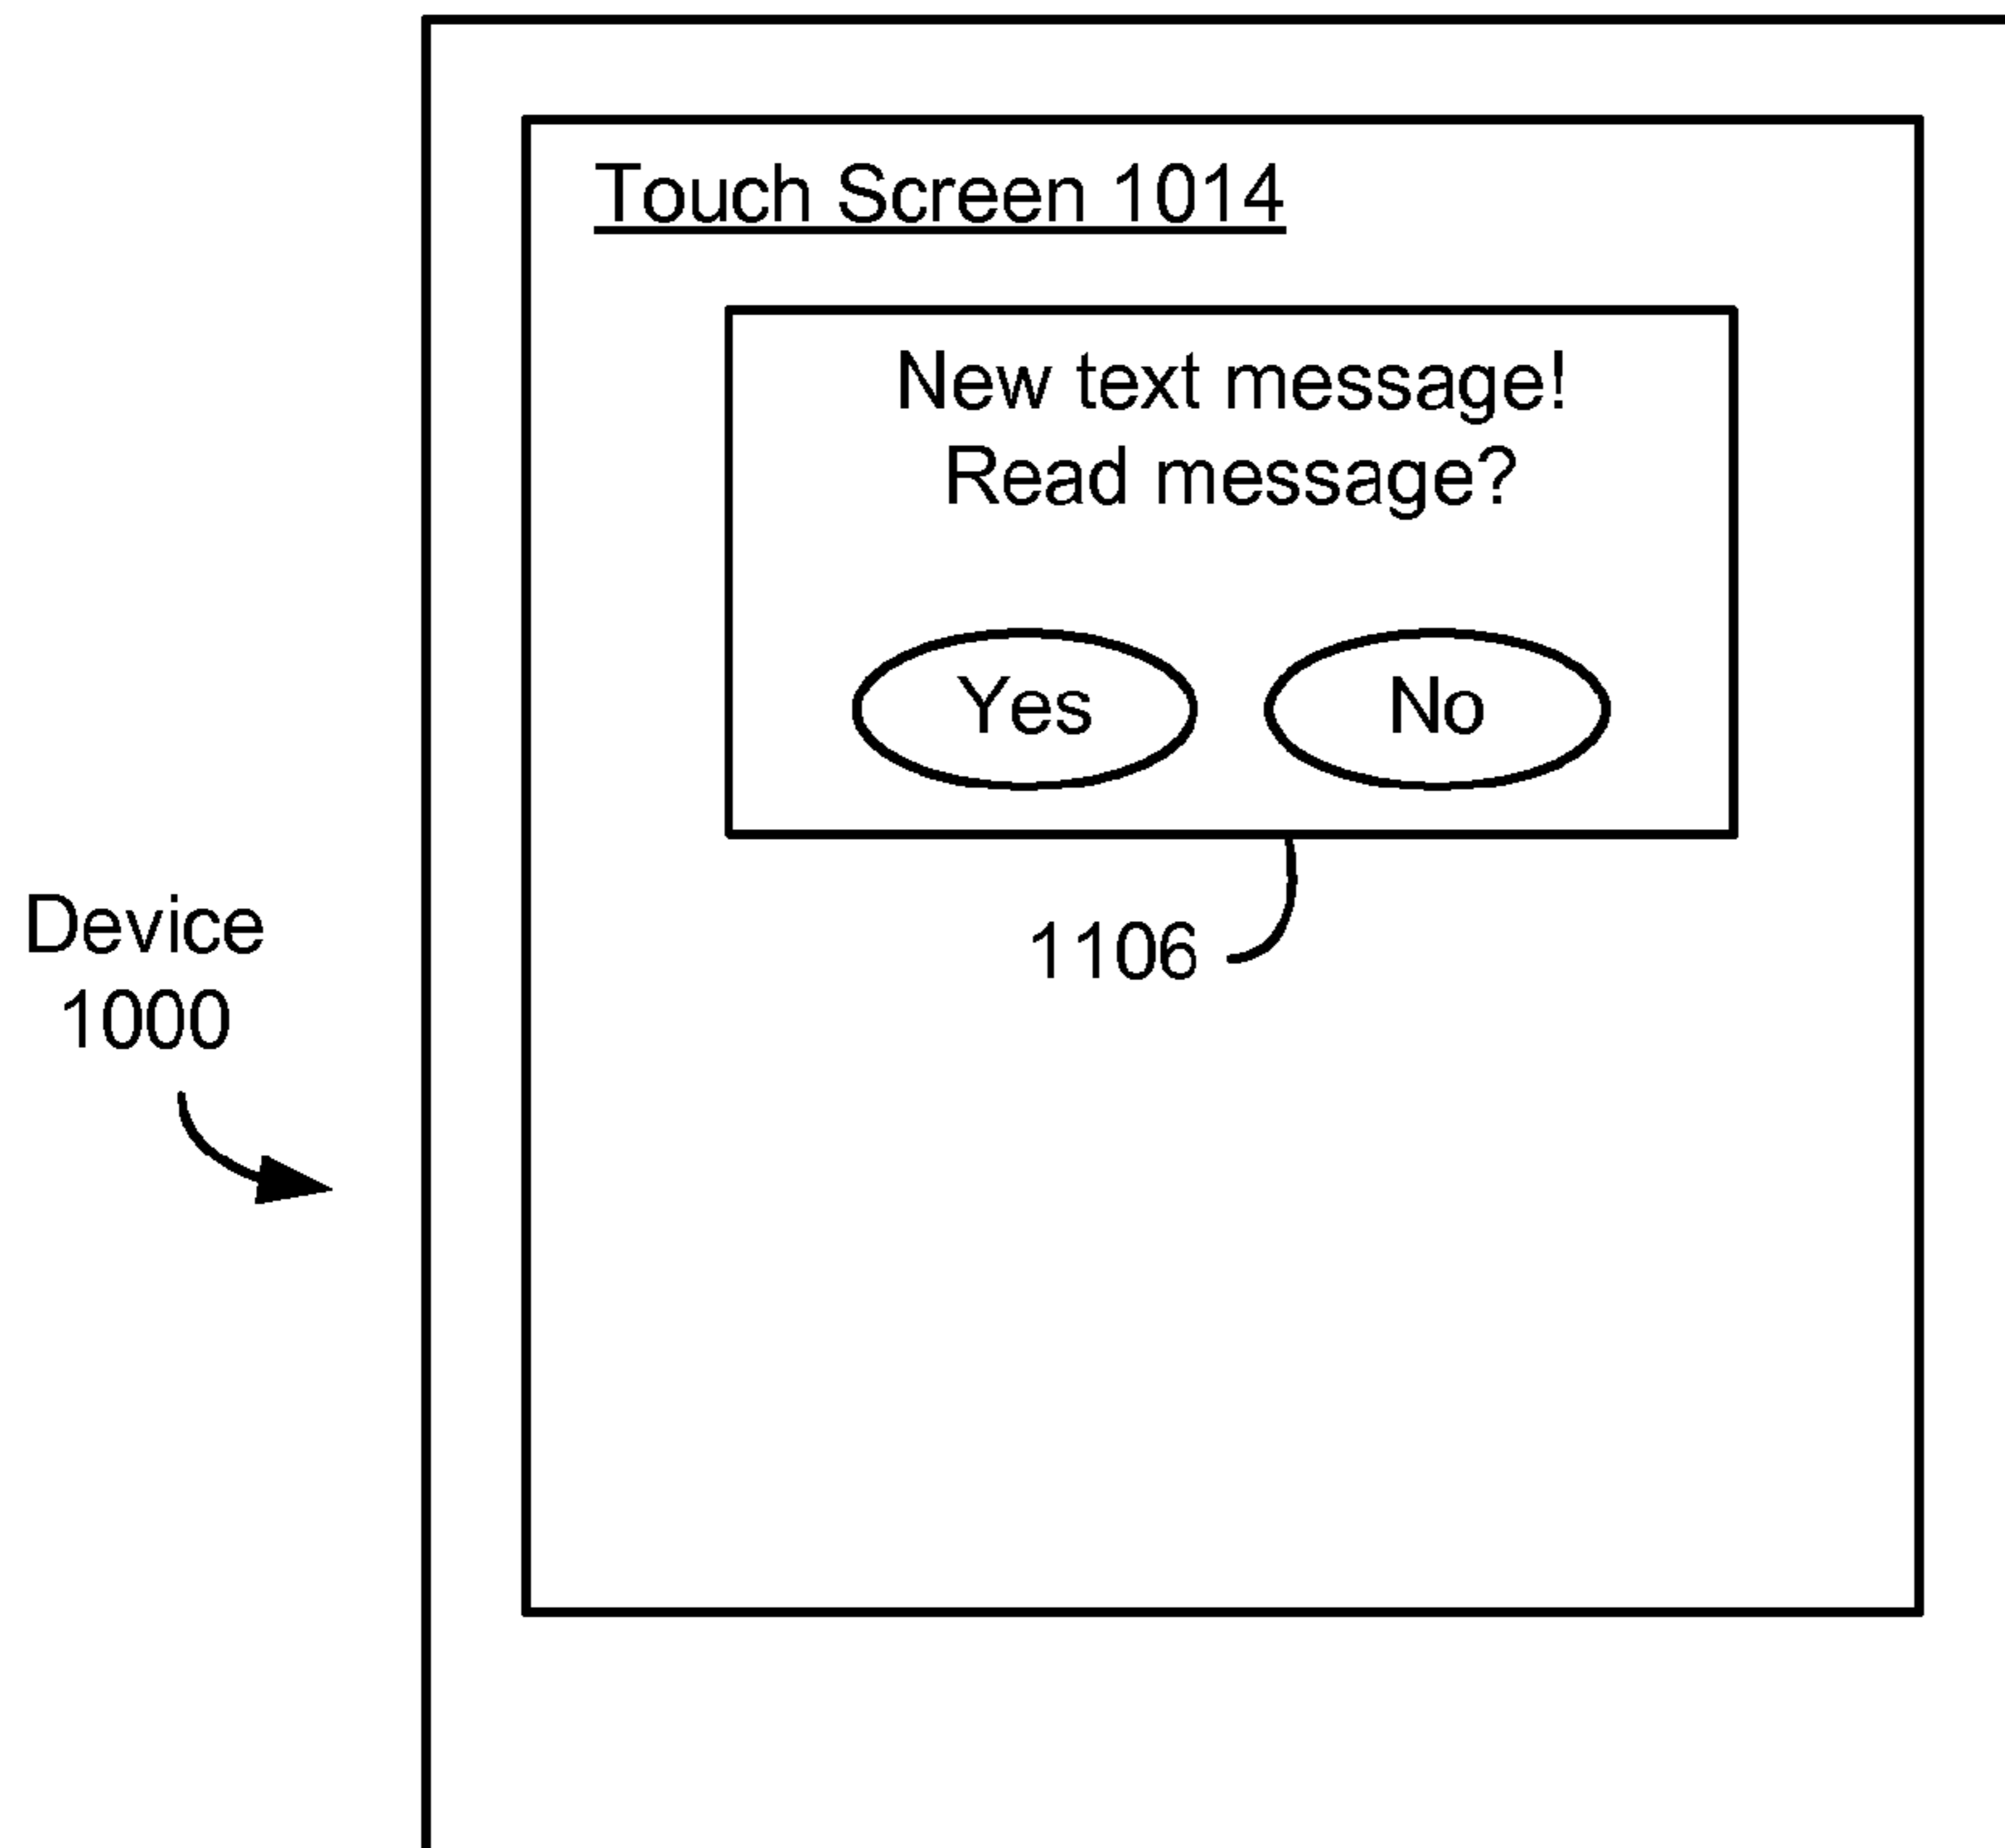 Touch Screen 1014
New text message!
Read message?
Yes
No
1106
Device
1000